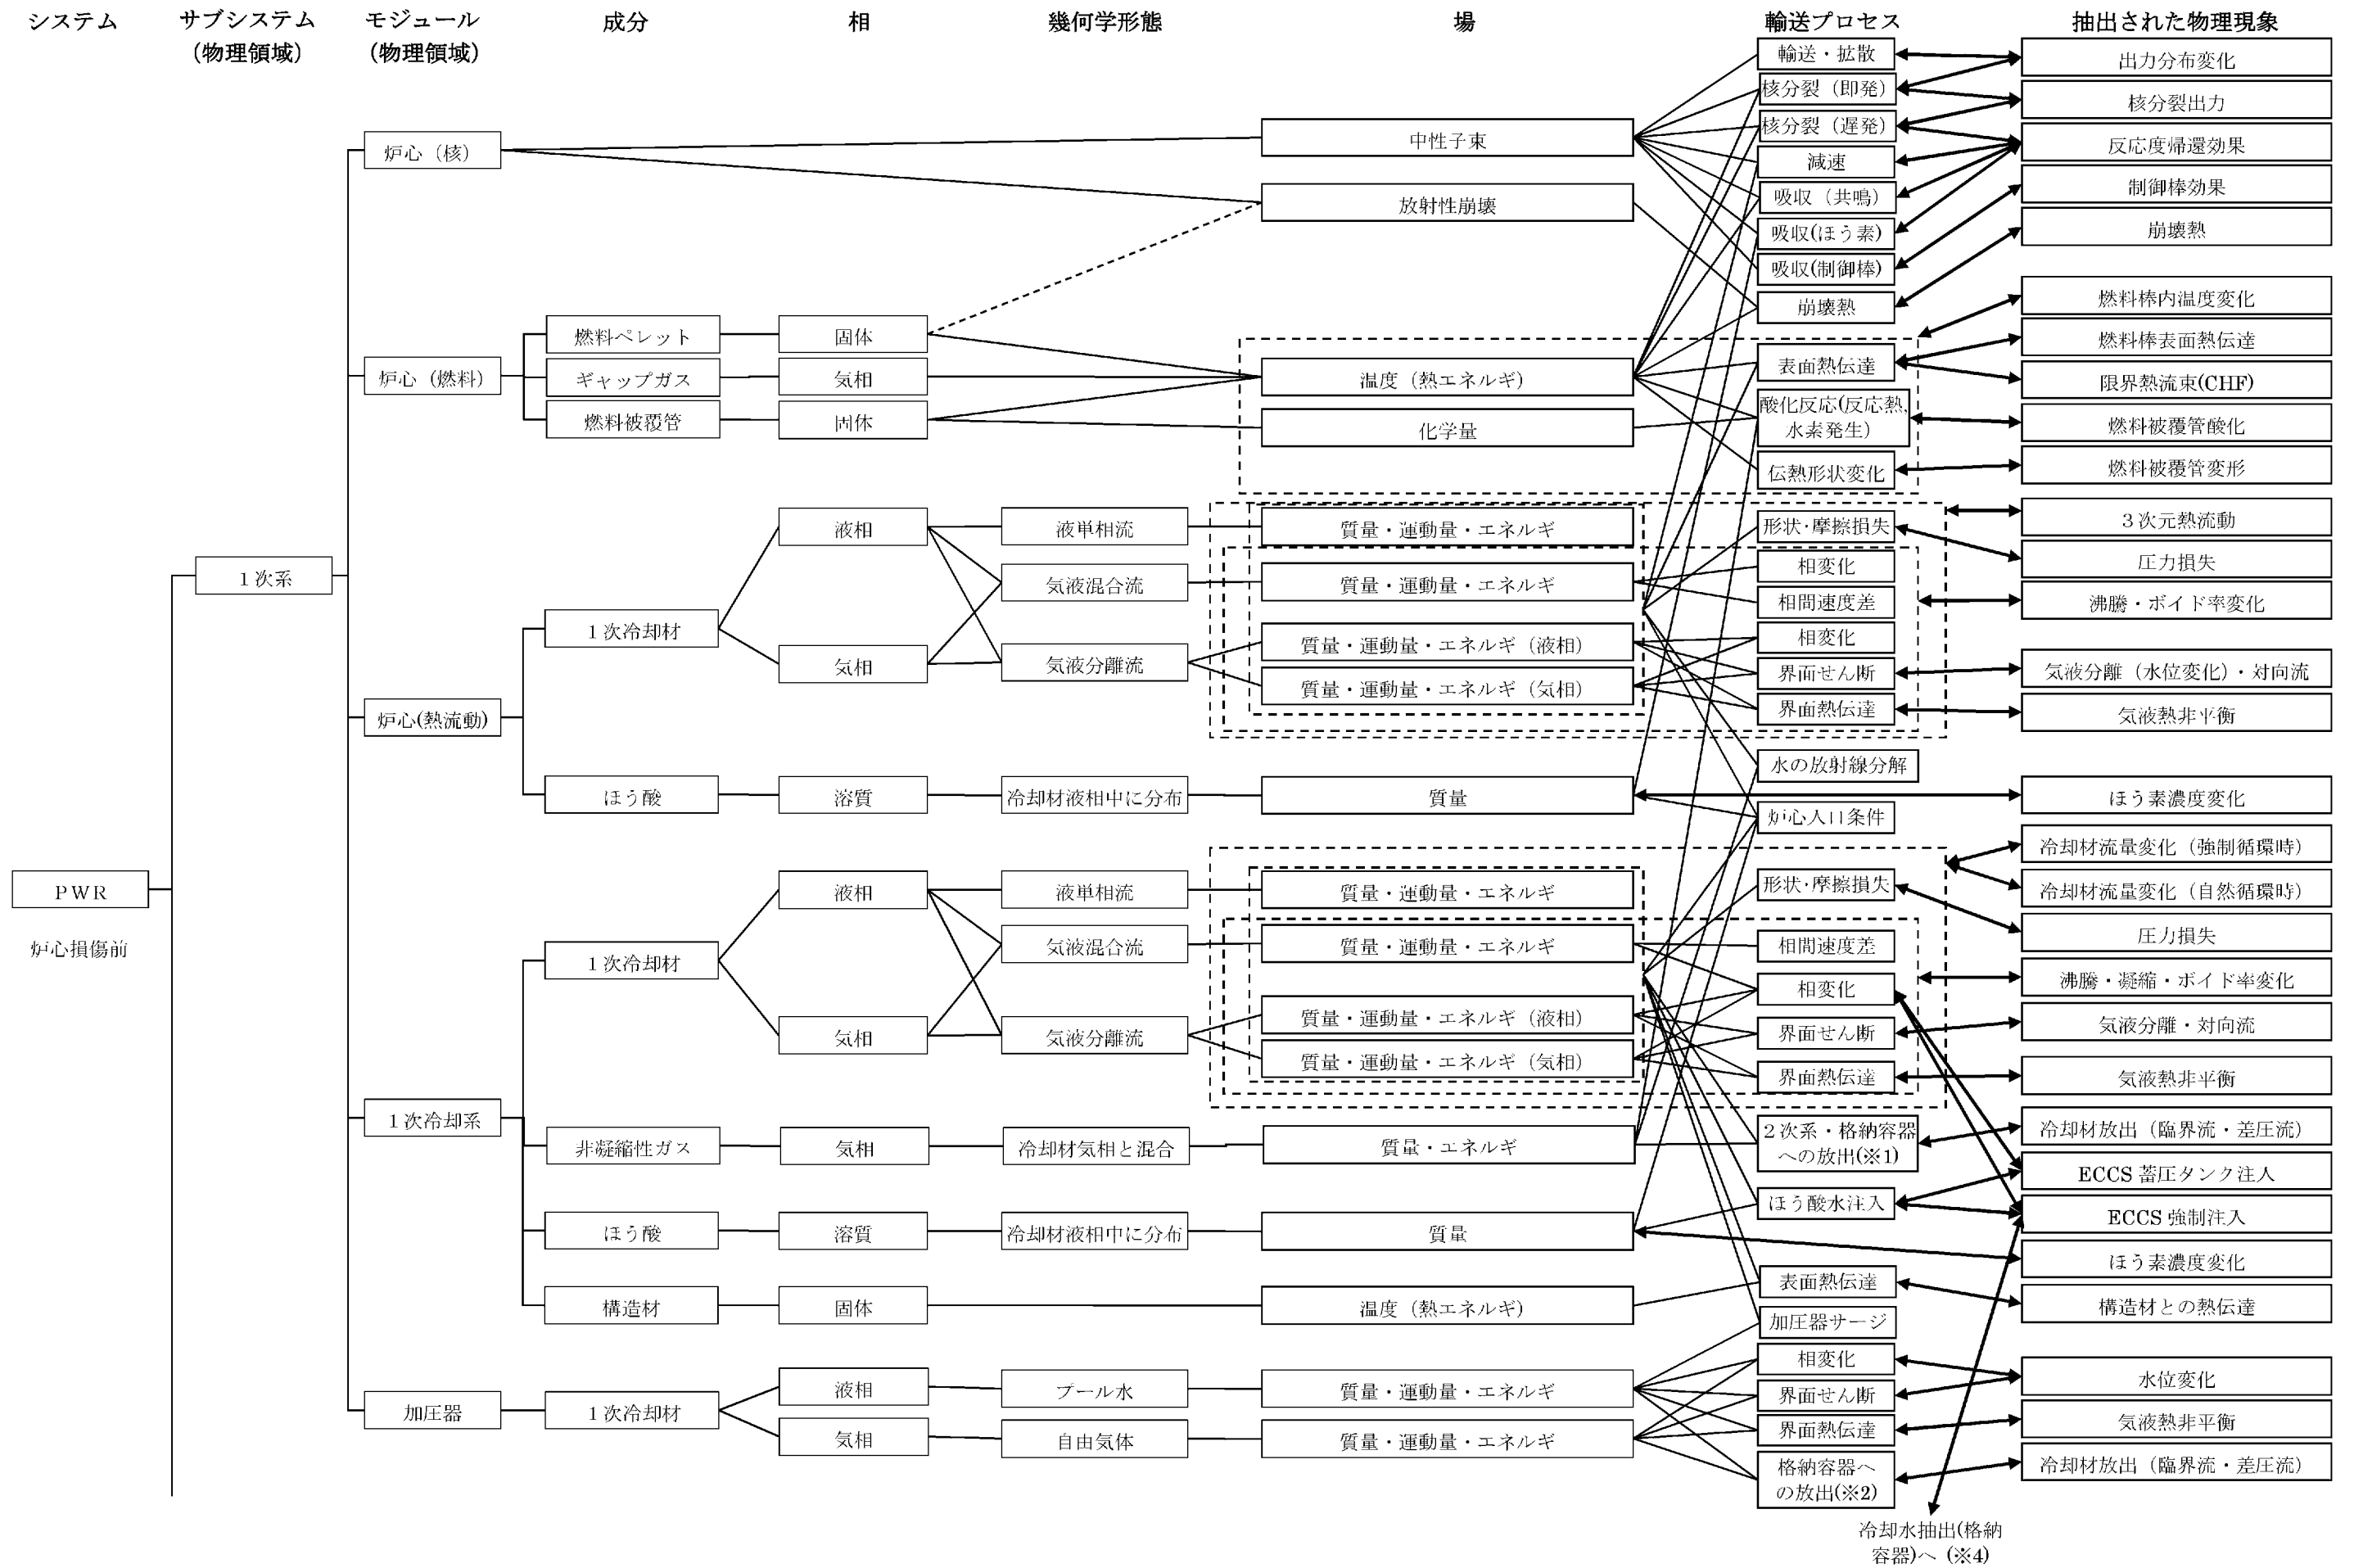 システム
サブシステム
(物理領域)
モジュール
(物理領域)
成分
相
幾何学形態
場
輸送プロセス
抽出された物理現象
PWR
炉心損傷前
1次系
炉心（核）
炉心（燃料）
炉心(熱流動)
1次冷却系
加圧器
燃料ペレット
ギャップガス
燃料被覆管
1次冷却材
ほう酸
1次冷却材
非凝縮性ガス
ほう酸
構造材
1次冷却材
固体
気相
固体
液相
気相
溶質
液相
気相
気相
溶質
固体
液相
気相
液単相流
気液混合流
気液分離流
冷却材液相中に分布
液単相流
気液混合流
気液分離流
冷却材気相と混合
冷却材液相中に分布
プール水
自由気体
中性子束
放射性崩壊
温度（熱エネルギ）
化学量
質量・運動量・エネルギ
質量・運動量・エネルギ
質量・運動量・エネルギ（液相）
質量・運動量・エネルギ（気相）
質量
質量・運動量・エネルギ
質量・運動量・エネルギ
質量・運動量・エネルギ（液相）
質量・運動量・エネルギ（気相）
質量・エネルギ
質量
温度（熱エネルギ）
質量・運動量・エネルギ
質量・運動量・エネルギ
輸送・拡散
核分裂（即発）
核分裂（遅発）
減速
吸収（共鳴）
吸収(ほう素)
吸収(制御棒)
崩壊熱
表面熱伝達
酸化反応(反応熱,
水素発生)
伝熱形状変化
形状・摩擦損失
相変化
相間速度差
相変化
界面せん断
界面熱伝達
水の放射線分解
炉心入口条件
形状・摩擦損失
相間速度差
相変化
界面せん断
界面熱伝達
2次系・格納容器
への放出(※1)
ほう酸水注入
表面熱伝達
加圧器サージ
相変化
界面せん断
界面熱伝達
格納容器へ
の放出(※2)
冷却水抽出(格納
容器)へ (※4)
出力分布変化
核分裂出力
反応度帰還効果
制御棒効果
崩壊熱
燃料棒内温度変化
燃料棒表面熱伝達
限界熱流束(CHF)
燃料被覆管酸化
燃料被覆管変形
3次元熱流動
圧力損失
沸騰・ボイド率変化
気液分離（水位変化）・対向流
気液熱非平衡
ほう素濃度変化
冷却材流量変化（強制循環時）
冷却材流量変化（自然循環時）
圧力損失
沸騰・凝縮・ボイド率変化
気液分離・対向流
気液熱非平衡
冷却材放出（臨界流・差圧流）
ECCS 蓄圧タンク注入
ECCS 強制注入
ほう素濃度変化
構造材との熱伝達
水位変化
気液熱非平衡
冷却材放出（臨界流・差圧流）